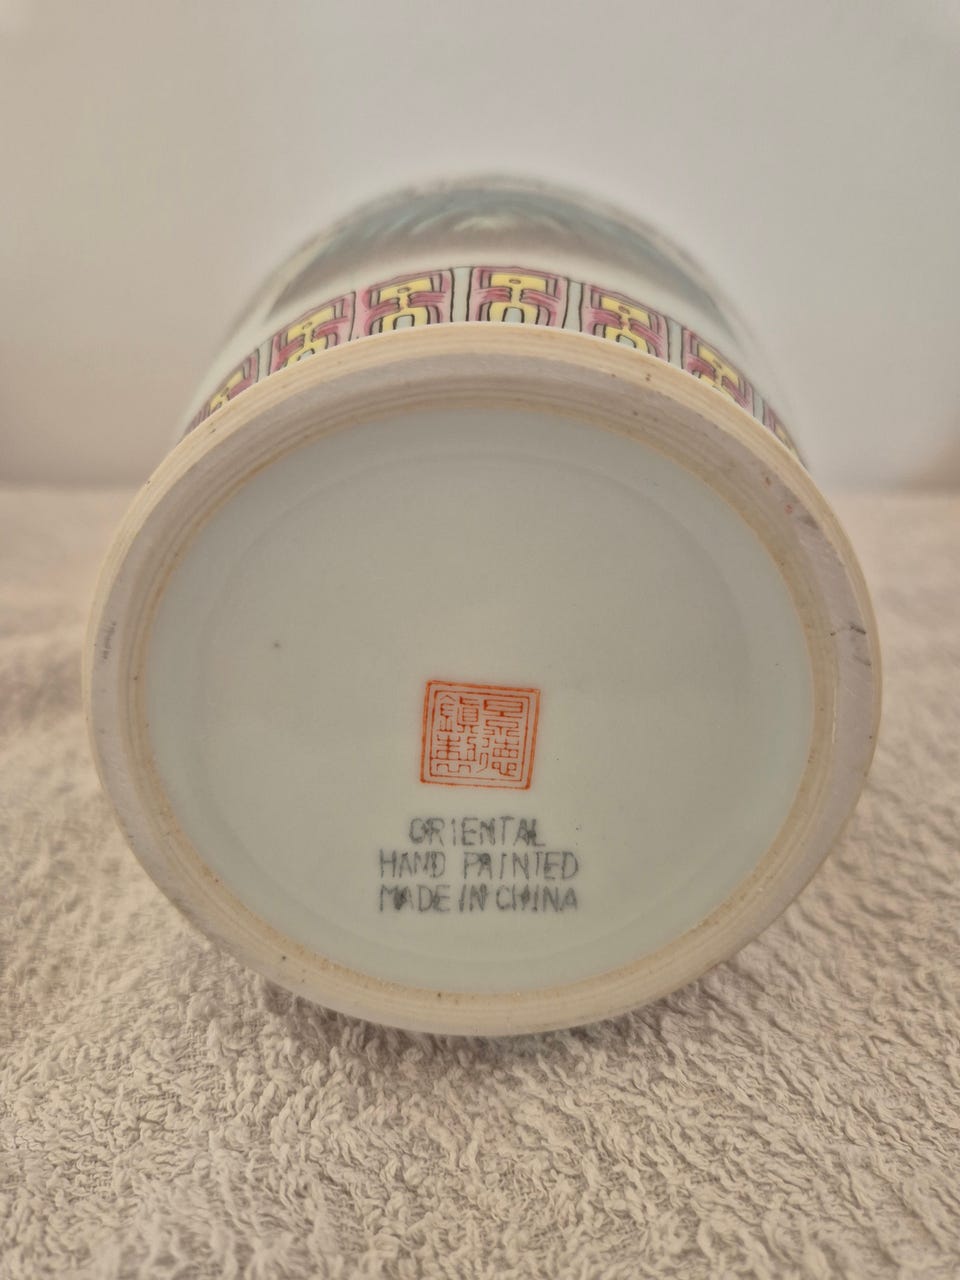 景德
鎮製
ORIENTAL
HAND PAINTED
MADE IN CHINA